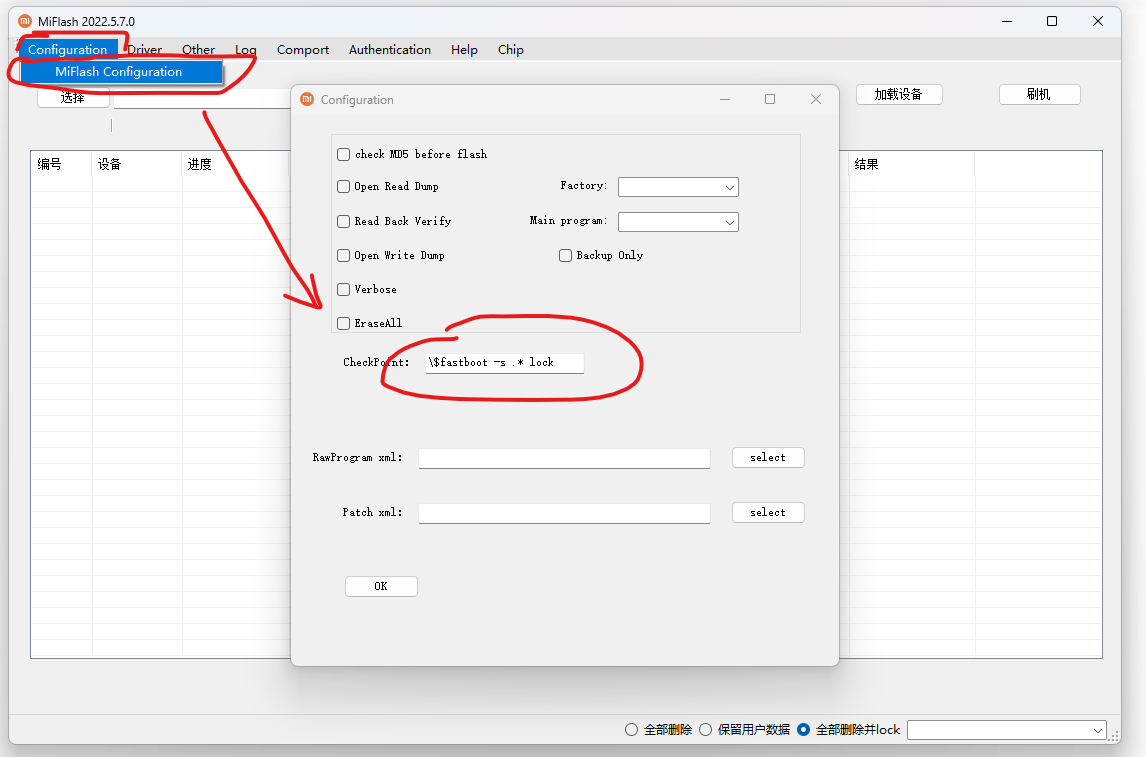 MiFlash 2022.5.7.0
Configuration Driver Other Log Comport Authentication Help Chip
MiFlash Configuration
选择
加载设备
刷机
编号 设备 进度 结果
Configuration
check MD5 before flash
Open Read Dump
Factory:
Read Back Verify
Main program:
Open Write Dump
Backup Only
Verbose
EraseAll
CheckPoint: \$fastboot -s .* lock
RawProgram xml:
select
Patch xml:
select
OK
全部删除 保留用户数据 全部删除并lock